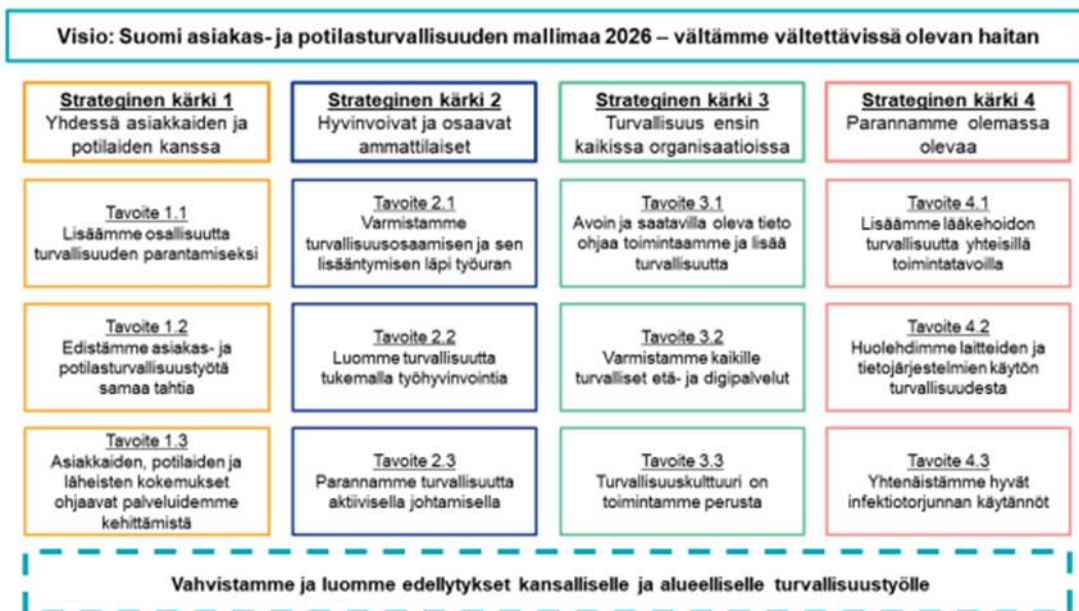 Visio: Suomi asiakas- ja potilasturvallisuuden mallimaa 2026 – vältämme vältettävissä olevan haitan
Strateginen kärki 1
Yhdessä asiakkaiden ja
potilaiden kanssa
Tavoite 1.1
Lisäämme osallisuutta
turvallisuuden parantamiseksi
Tavoite 1.2
Edistämme asiakas- ja
potilasturvallisuustyötä
samaa tahtia
Tavoite 1.3
Asiakkaiden, potilaiden ja
läheisten kokemukset
ohjaavat palveluidemme
kehittämistä
Strateginen kärki 2
Hyvinvoivat ja osaavat
ammattilaiset
Tavoite 2.1
Varmistamme
turvallisuusosaamisen ja sen
lisääntymisen läpi työuran
Tavoite 2.2
Luomme turvallisuutta
tukemalla työhyvinvointia
Tavoite 2.3
Parannamme turvallisuutta
aktiivisella johtamisella
Strateginen kärki 3
Turvallisuus ensin
kaikissa organisaatioissa
Tavoite 3.1
Avoin ja saatavilla oleva tieto
ohjaa toimintaamme ja lisää
turvallisuutta
Tavoite 3.2
Varmistamme kaikille
turvalliset etä- ja digipalvelut
Tavoite 3.3
Turvallisuuskulttuuri on
toimintamme perusta
Strateginen kärki 4
Parannamme olemassa
olevaa
Tavoite 4.1
Lisäämme lääkehoidon
turvallisuutta yhteisillä
toimintatavoilla
Tavoite 4.2
Huolehdimme laitteiden ja
tietojärjestelmien käytön
turvallisuudesta
Tavoite 4.3
Yhtenäistämme hyvät
infektiotorjunnan käytännöt
Vahvistamme ja luomme edellytykset kansalliselle ja alueelliselle turvallisuustyölle